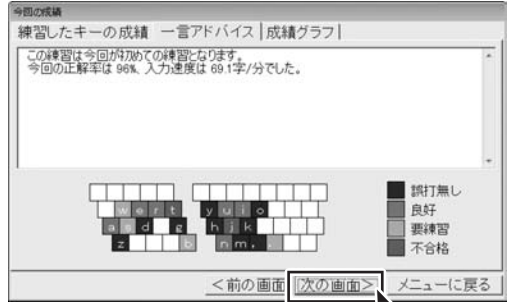 今回の成績
練習したキーの成績 一言アドバイス 成績グラフ
この練習は今回が初めての練習となります。
今回の正解率は 96%、入力速度は 69.1字/分でした。
誤打無し
良好
要練習
不合格
w e r t y u i o
a s d g h j k
z b n m , .
<前の画面 次の画面> メニューに戻る